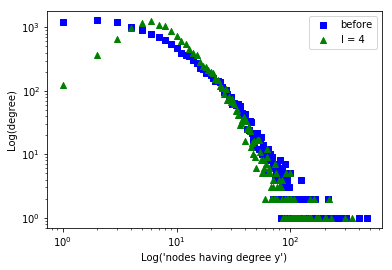 before
l = 4
10³
10²
10¹
10⁰
Log(degree)
10⁰
10¹
10²
Log('nodes having degree y')